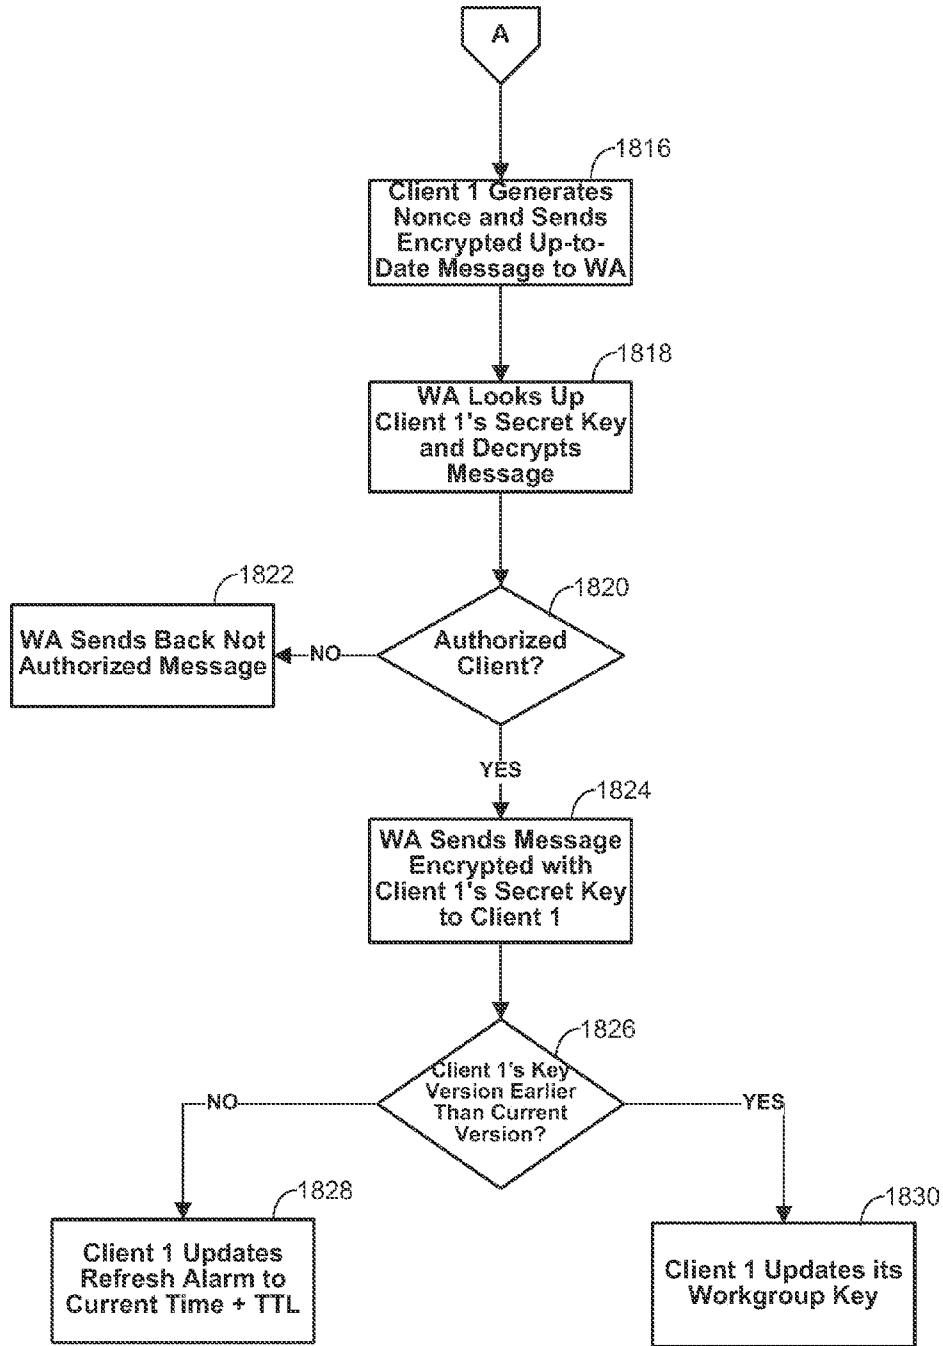 A
1816
Client 1 Generates
Nonce and Sends
Encrypted Up-to-
Date Message to WA
1818
WA Looks Up
Client 1's Secret Key
and Decrypts
Message
1820
Authorized
Client?
NO
1822
WA Sends Back Not
Authorized Message
YES
1824
WA Sends Message
Encrypted with
Client 1's Secret Key
to Client 1
1826
Client 1's Key
Version Earlier
Than Current
Version?
NO
YES
1828
Client 1 Updates
Refresh Alarm to
Current Time + TTL
1830
Client 1 Updates its
Workgroup Key